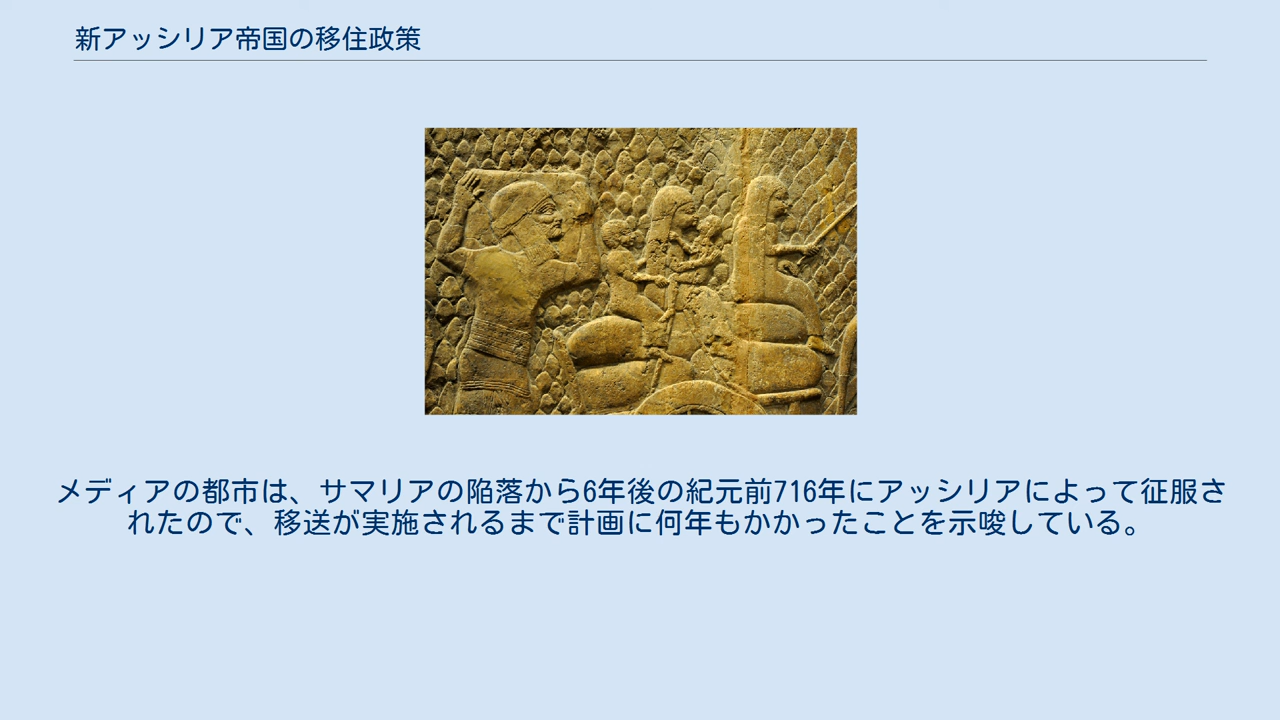 新アッシリア帝国の移住政策
メディアの都市は、サマリアの陥落から6年後の紀元前716年にアッシリアによって征服さ
れたので、移送が実施されるまで計画に何年もかかったことを示唆している。